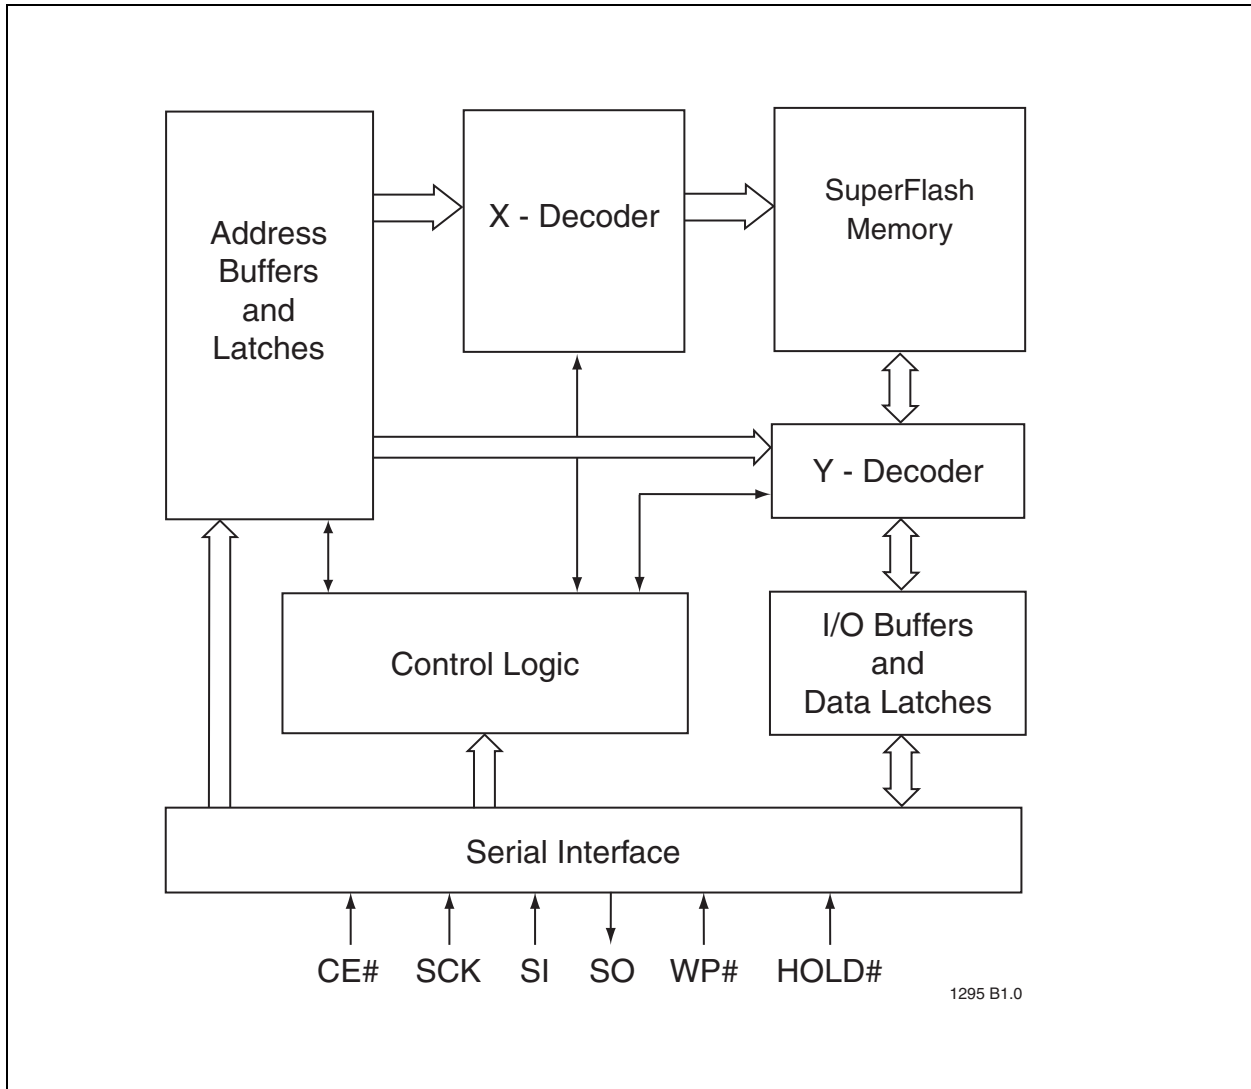 Address
Buffers
and
Latches
X - Decoder
SuperFlash
Memory
Y - Decoder
Control Logic
I/O Buffers
and
Data Latches
Serial Interface
CE# SCK SI SO WP# HOLD#
1295 B1.0